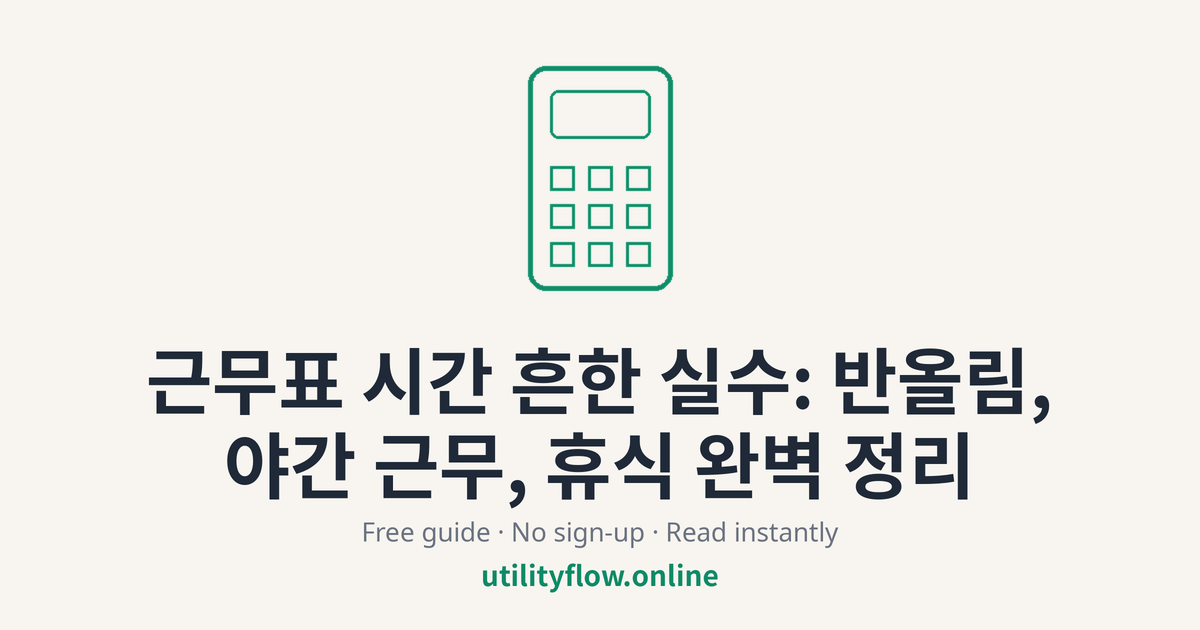 근무표 시간 흔한 실수: 반올림,
야간 근무, 휴식 완벽 정리
Free guide · No sign-up · Read instantly
utilityflow.online